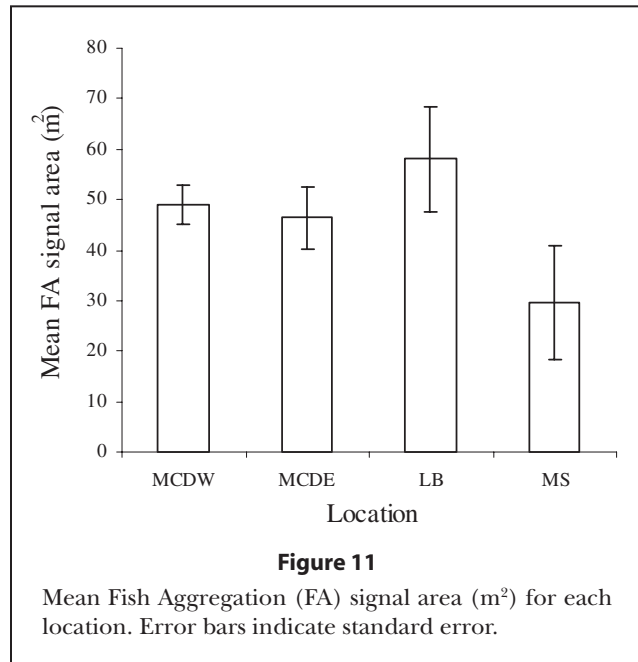 80
70
60
50
40
30
20
10
0
Mean FA signal area (m²)
MCDW MCDE LB MS
Location
Figure 11
Mean Fish Aggregation (FA) signal area (m²) for each
location. Error bars indicate standard error.